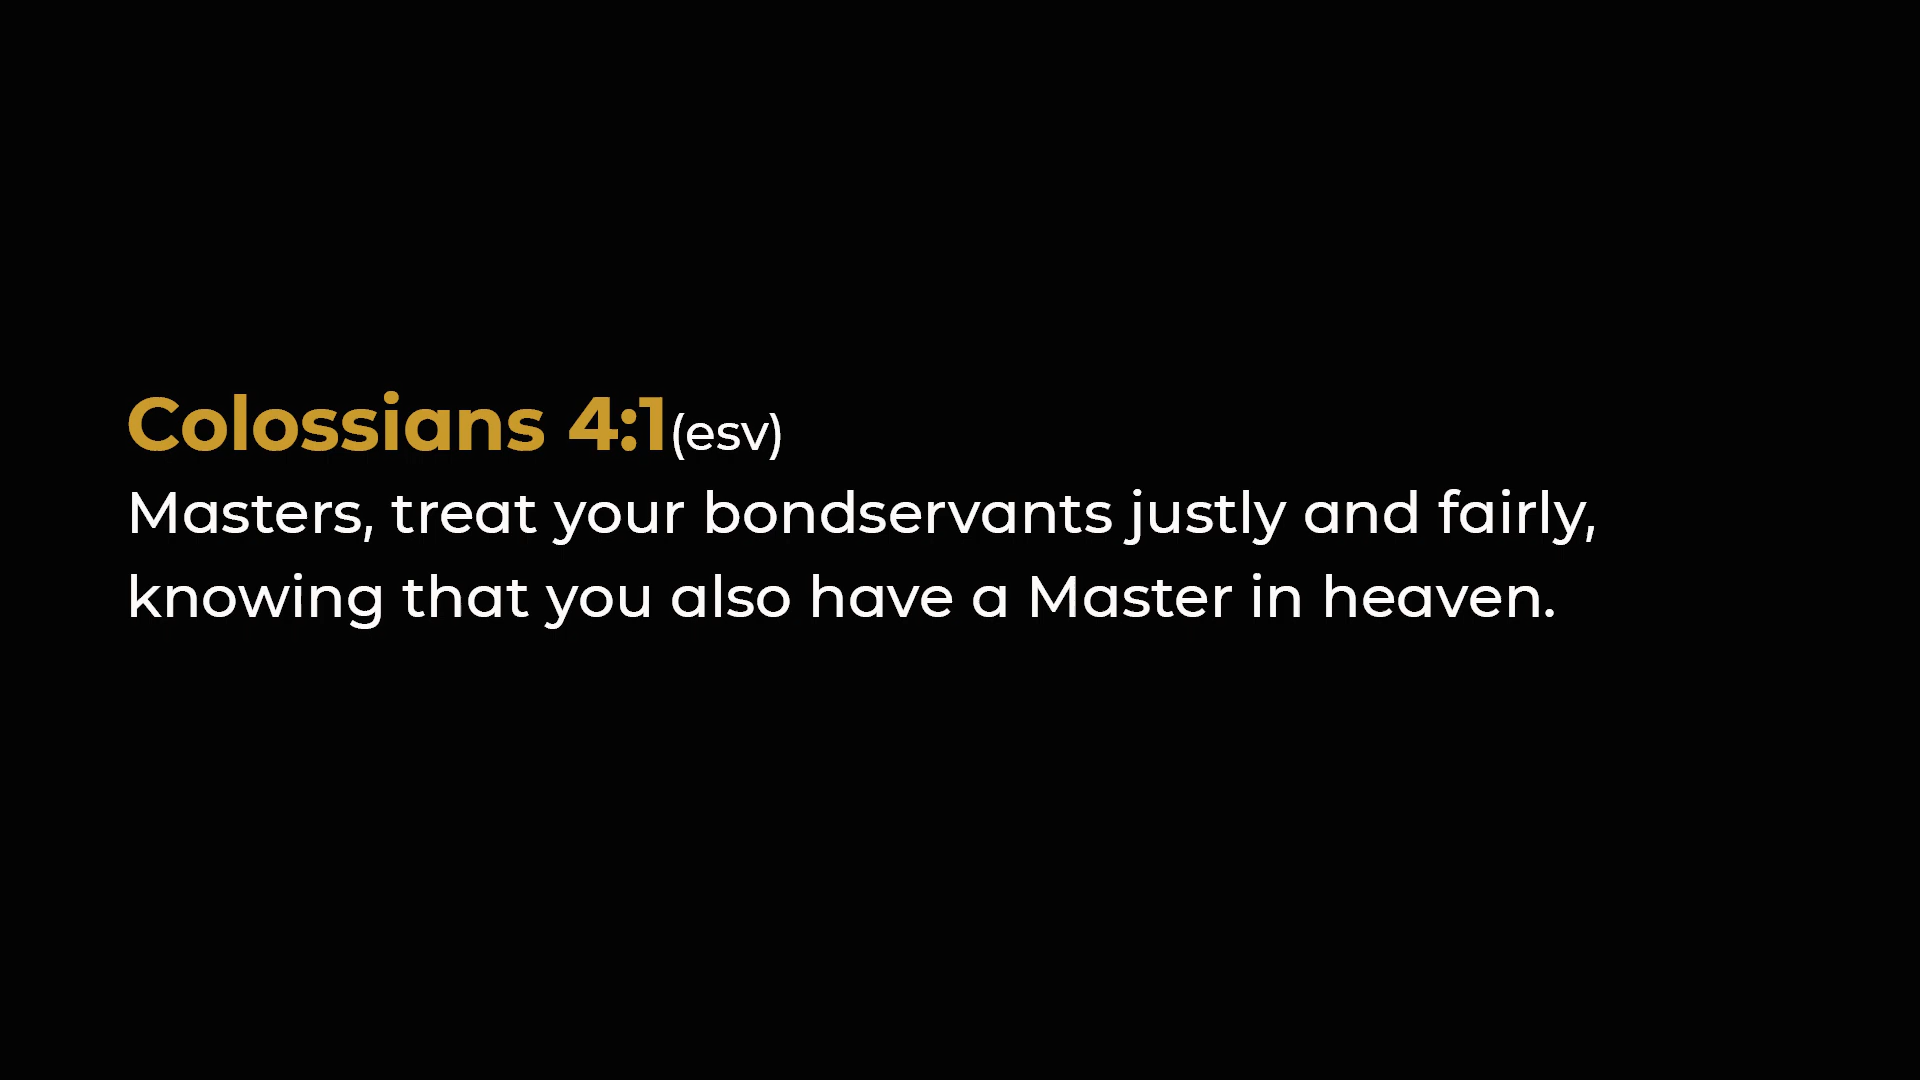 Colossians 4:1(esv)
Masters, treat your bondservants justly and fairly,
knowing that you also have a Master in heaven.